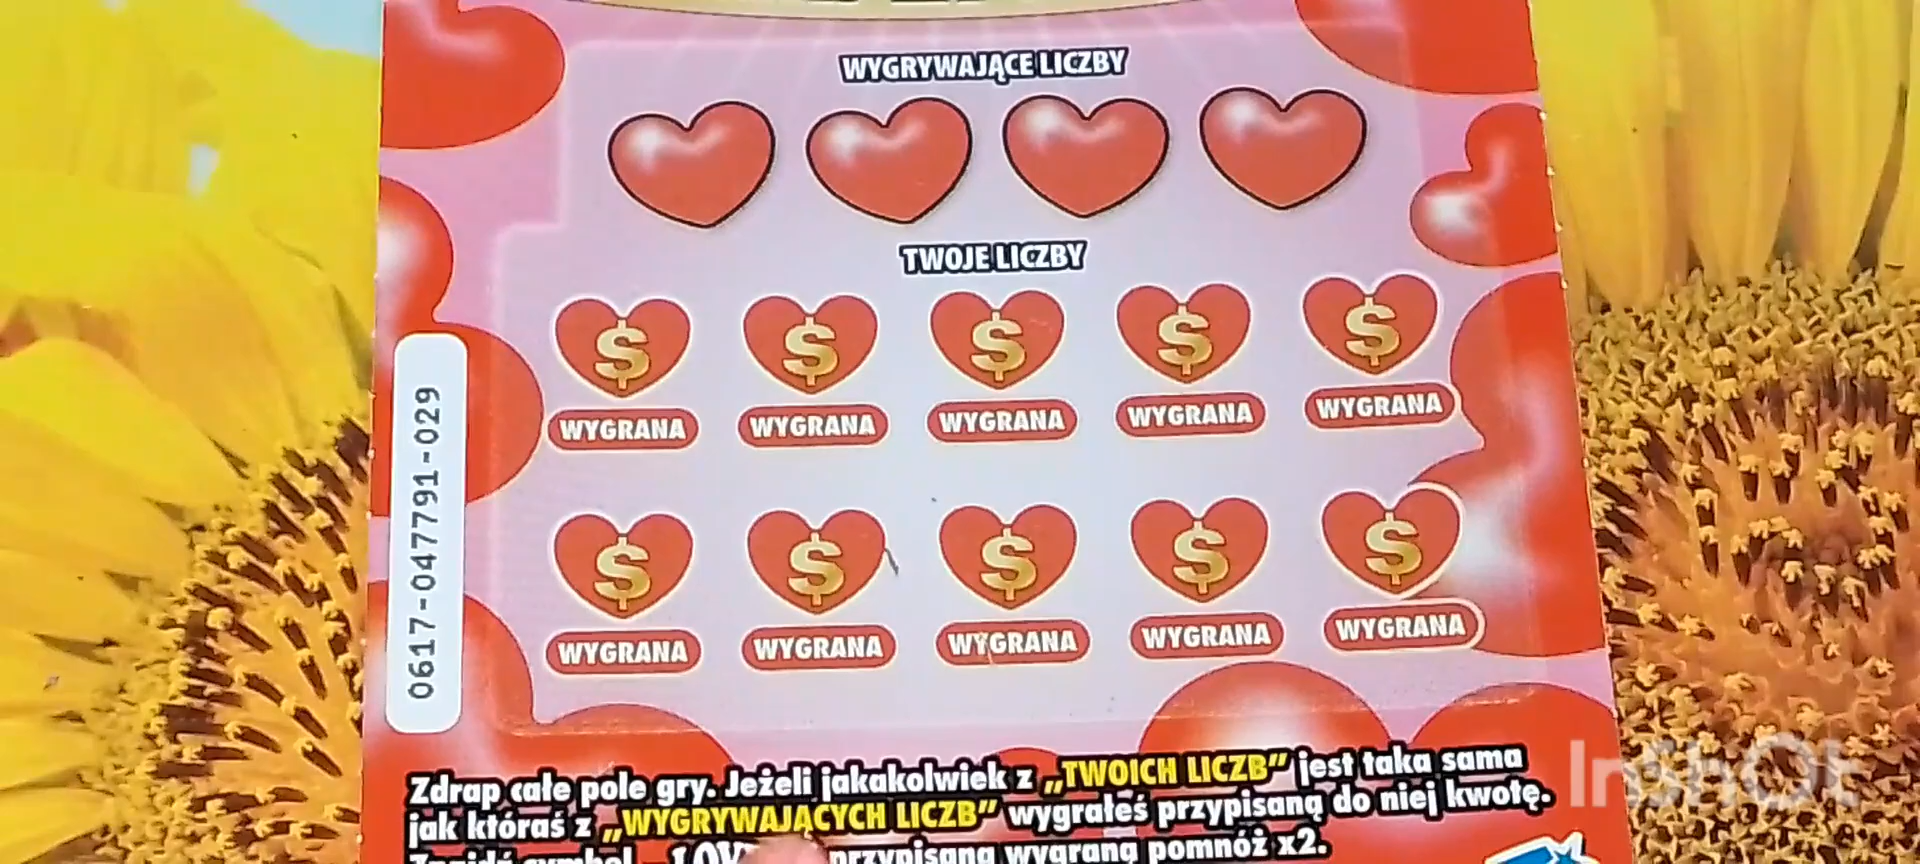 WYGRYWAJĄCE LICZBY
TWOJE LICZBY
$ $ $ $ $
WYGRANA WYGRANA WYGRANA WYGRANA WYGRANA
$ $ $ $ $
WYGRANA WYGRANA WYGRANA WYGRANA WYGRANA
0617-047791-029
Zdrap całe pole gry. Jeżeli jakakolwiek z „TWOICH LICZB” jest taka sama
jak któraś z „WYGRYWAJĄCYCH LICZB” wygrałeś przypisaną do niej kwotę.
przypisaną wygraną pomnóż x2.
InShOt